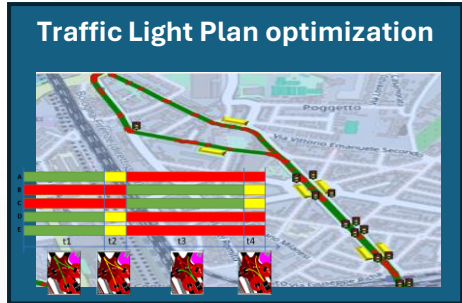 Traffic Light Plan optimization
Poggetto
Via Vittorio Emanuele Secondo
A
B
C
D
E
t1 t2 t3 t4